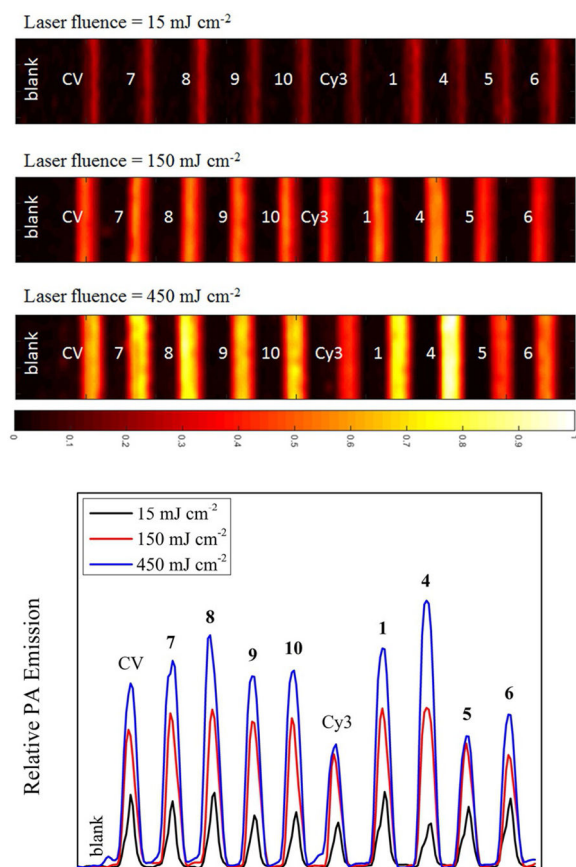 Laser fluence = 15 mJ cm-2
blank CV 7 8 9 10 Cy3 1 4 5 6
Laser fluence = 150 mJ cm-2
blank CV 7 8 9 10 Cy3 1 4 5 6
Laser fluence = 450 mJ cm-2
blank CV 7 8 9 10 Cy3 1 4 5 6
0 0.1 0.2 0.3 0.4 0.5 0.6 0.7 0.8 0.9 1
15 mJ cm-2
150 mJ cm-2
450 mJ cm-2
Relative PA Emission
blank CV 7 8 9 10 Cy3 1 4 5 6